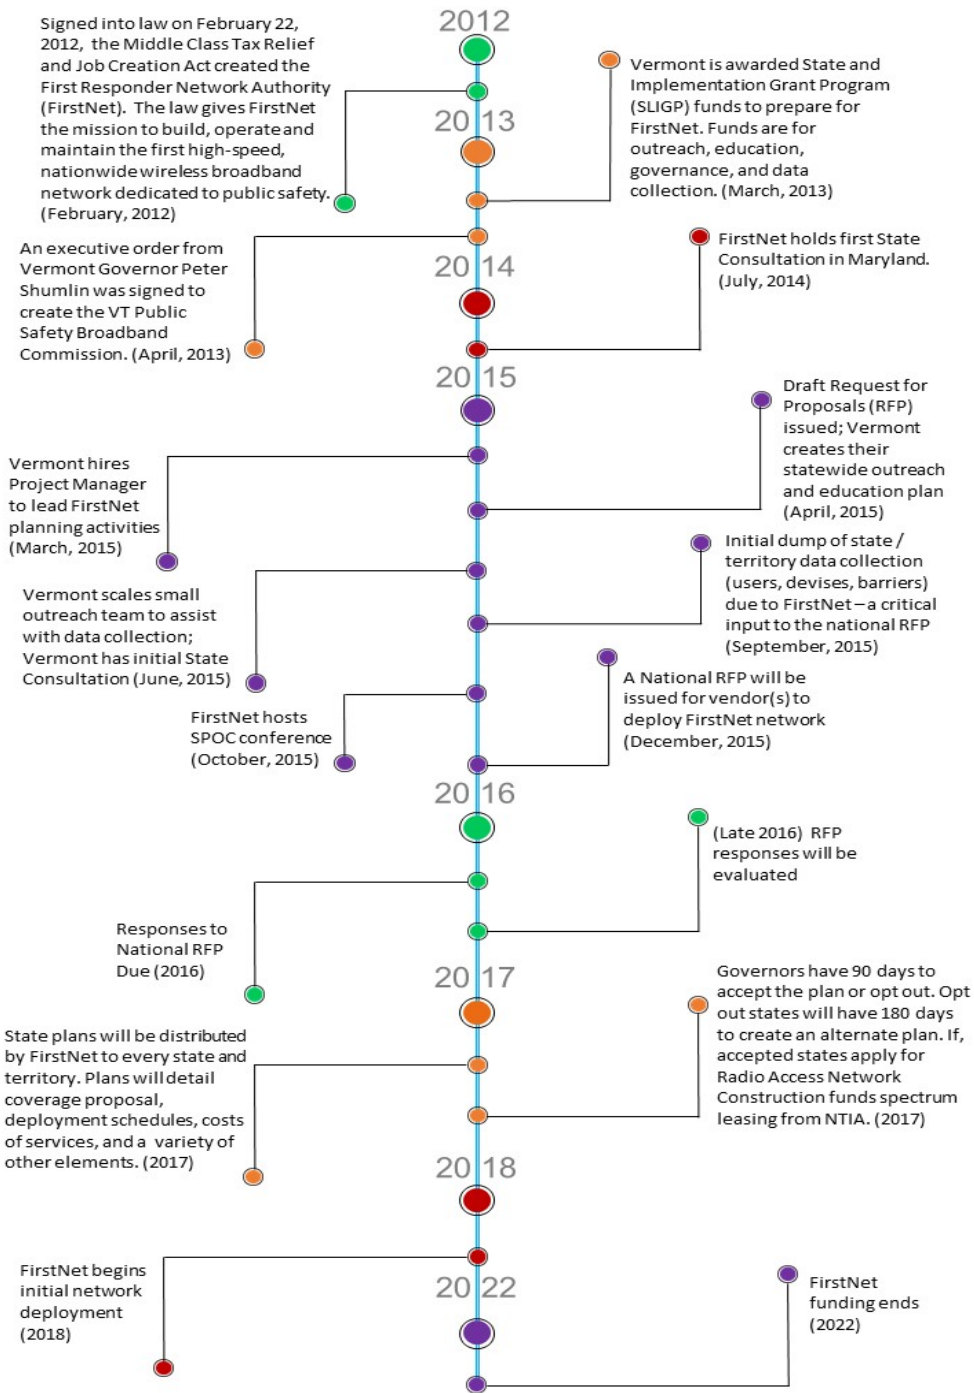 2012
Signed into law on February 22,
2012, the Middle Class Tax Relief
and Job Creation Act created the
First Responder Network Authority
(FirstNet). The law gives FirstNet
the mission to build, operate and
maintain the first high-speed,
nationwide wireless broadband
network dedicated to public safety.
(February, 2012)
2013
Vermont is awarded State and
Implementation Grant Program
(SLIGP) funds to prepare for
FirstNet. Funds are for
outreach, education,
governance, and data
collection. (March, 2013)
An executive order from
Vermont Governor Peter
Shumlin was signed to
create the VT Public
Safety Broadband
Commission. (April, 2013)
2014
FirstNet holds first State
Consultation in Maryland.
(July, 2014)
2015
Vermont hires
Project Manager
to lead FirstNet
planning activities
(March, 2015)
Draft Request for
Proposals (RFP)
issued; Vermont
creates their
statewide outreach
and education plan
(April, 2015)
Vermont scales small
outreach team to assist
with data collection;
Vermont has initial State
Consultation (June, 2015)
Initial dump of state /
territory data collection
(users, devises, barriers)
due to FirstNet – a critical
input to the national RFP
(September, 2015)
FirstNet hosts
SPOC conference
(October, 2015)
A National RFP will be
issued for vendor(s) to
deploy FirstNet network
(December, 2015)
2016
Responses to
National RFP
Due (2016)
(Late 2016) RFP
responses will be
evaluated
2017
State plans will be distributed
by FirstNet to every state and
territory. Plans will detail
coverage proposal,
deployment schedules, costs
of services, and a variety of
other elements. (2017)
Governors have 90 days to
accept the plan or opt out. Opt
out states will have 180 days
to create an alternate plan. If,
accepted states apply for
Radio Access Network
Construction funds spectrum
leasing from NTIA. (2017)
2018
FirstNet begins
initial network
deployment
(2018)
2022
FirstNet
funding ends
(2022)